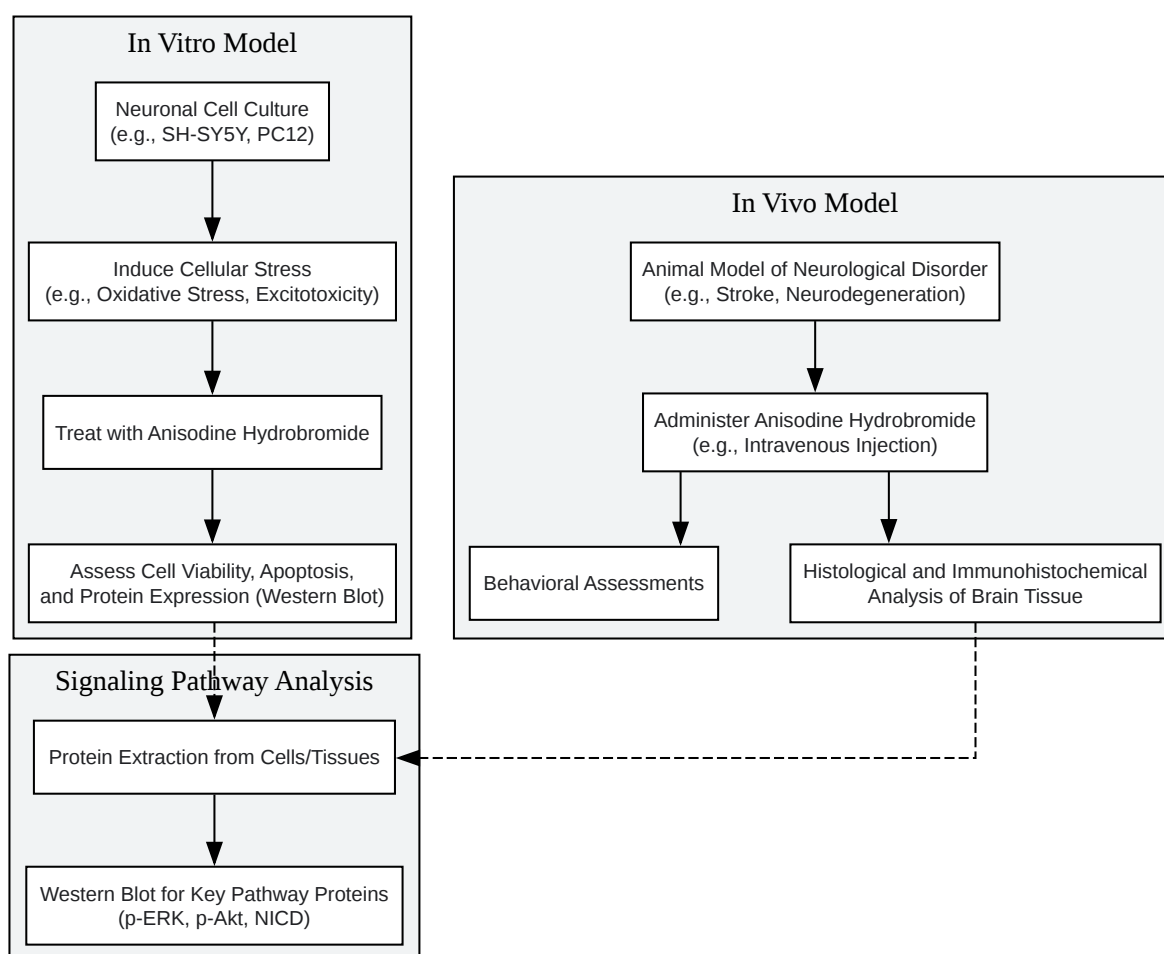 In Vitro Model
Neuronal Cell Culture
(e.g., SH-SY5Y, PC12)
Induce Cellular Stress
(e.g., Oxidative Stress, Excitotoxicity)
Treat with Anisodine Hydrobromide
Assess Cell Viability, Apoptosis,
and Protein Expression (Western Blot)
In Vivo Model
Animal Model of Neurological Disorder
(e.g., Stroke, Neurodegeneration)
Administer Anisodine Hydrobromide
(e.g., Intravenous Injection)
Behavioral Assessments
Histological and Immunohistochemical
Analysis of Brain Tissue
Signaling Pathway Analysis
Protein Extraction from Cells/Tissues
Western Blot for Key Pathway Proteins
(p-ERK, p-Akt, NICD)